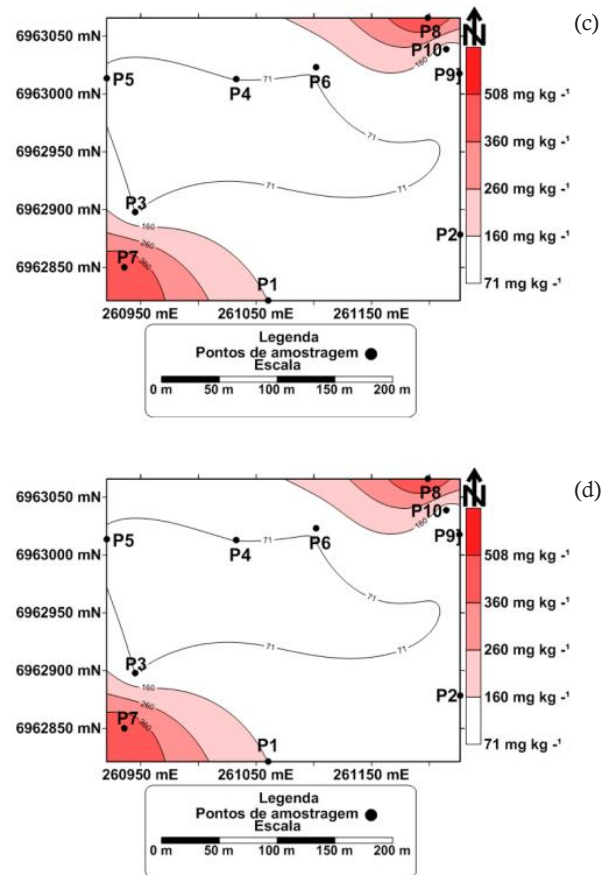 (c)
6963050 mN
6963000 mN
6962950 mN
6962900 mN
6962850 mN
P8
P10
P9
P5
P4
P6
P3
P2
P7
P1
71
71
71
160
160
260
360
N
508 mg kg -1
360 mg kg -1
260 mg kg -1
160 mg kg -1
71 mg kg -1
260950 mE
261050 mE
261150 mE
Legenda
Pontos de amostragem
Escala
0 m
50 m
100 m
150 m
200 m
(d)
6963050 mN
6963000 mN
6962950 mN
6962900 mN
6962850 mN
P8
P10
P9
P5
P4
P6
P3
P2
P7
P1
71
71
71
160
160
260
360
N
508 mg kg -1
360 mg kg -1
260 mg kg -1
160 mg kg -1
71 mg kg -1
260950 mE
261050 mE
261150 mE
Legenda
Pontos de amostragem
Escala
0 m
50 m
100 m
150 m
200 m